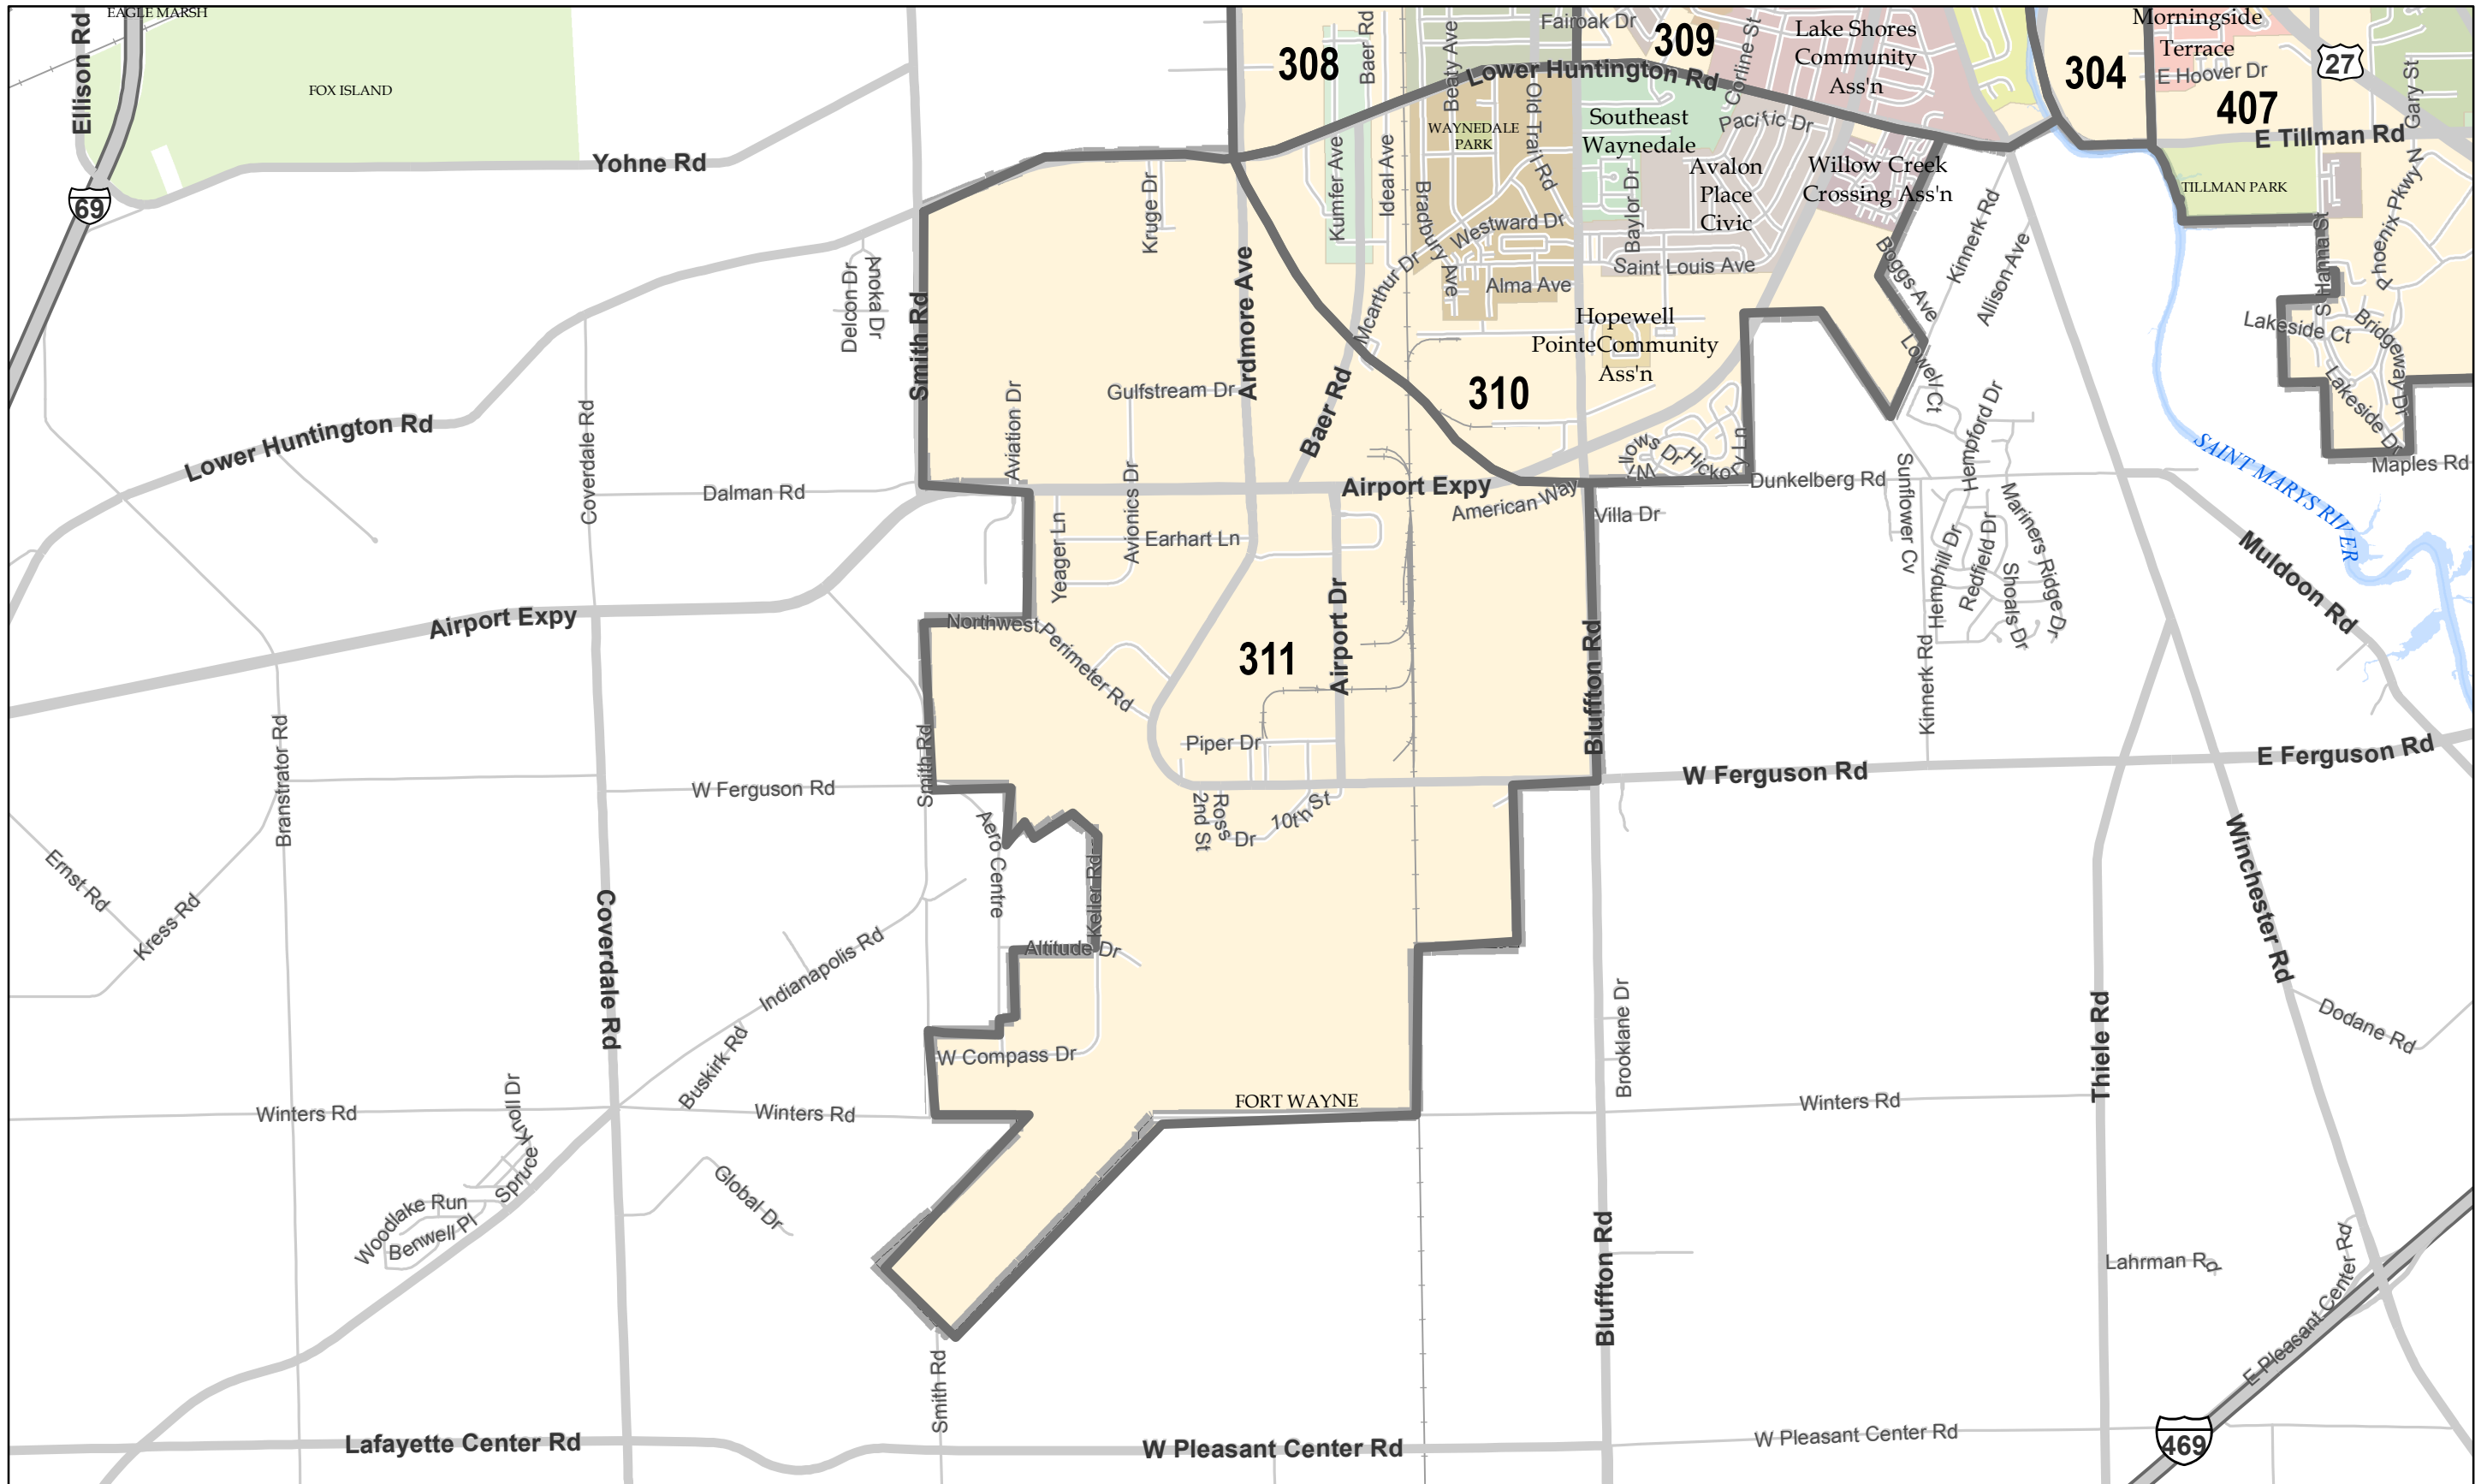 EAGLE MARSH
Ellison Rd
FOX ISLAND
69
Yohne Rd
308
Baer Rd
Beaty Ave
Fairoak Dr
309
Corline St
Lake Shores
Community
Ass'n
304
Morningside
Terrace
E Hoover Dr
27
407
Gary St
E Tillman Rd
Lower Huntington Rd
Old Trail Rd
WAYNEDALE
PARK
Southeast
Waynedale
Pacific Dr
Avalon
Place
Civic
Willow Creek
Crossing Ass'n
TILLMAN PARK
Phoenix Pkwy N
S Hanna St
Kruge Dr
Kumfer Ave
Ideal Ave
Bradbury Ave
Westward Dr
Baylor Dr
Saint Louis Ave
Alma Ave
Mcarthur Dr
Boggs Ave
Kinnerk Rd
Allison Ave
Anoka Dr
Delcon Dr
Smith Rd
Ardmore Ave
Hopewell
PointeCommunity
Ass'n
Lakeside Ct
Bridgeway Dr
Lakeside Dr
Maples Rd
Lowell Ct
Gulfstream Dr
Baer Rd
310
Lower Huntington Rd
Coverdale Rd
Dalman Rd
Aviation Dr
Avionics Dr
Airport Expy
American Way
Willows Dr
Hickory Ln
Dunkelberg Rd
Villa Dr
Hempford Dr
Sunflower Cv
Mariners Ridge Dr
Redfield Dr
Hemphill Dr
Shoals Dr
Kinnerk Rd
SAINT MARYS RIVER
Muldoon Rd
Yeager Ln
Earhart Ln
Airport Dr
Airport Expy
Northwest Perimeter Rd
311
Bluffton Rd
Branstrator Rd
Smith Rd
W Ferguson Rd
Piper Dr
W Ferguson Rd
E Ferguson Rd
2nd St
Ross Dr
10th St
Aero Centre
Keller Rd
Ernst Rd
Kress Rd
Coverdale Rd
Indianapolis Rd
Altitude Dr
Winchester Rd
Buskirk Rd
W Compass Dr
Brooklane Dr
Thiele Rd
Dodane Rd
Winters Rd
Knoll Dr
Winters Rd
FORT WAYNE
Winters Rd
Spruce
Woodlake Run
Benwell Pl
Global Dr
Bluffton Rd
Lahrman Rd
E Pleasant Center Rd
Smith Rd
Lafayette Center Rd
W Pleasant Center Rd
W Pleasant Center Rd
469